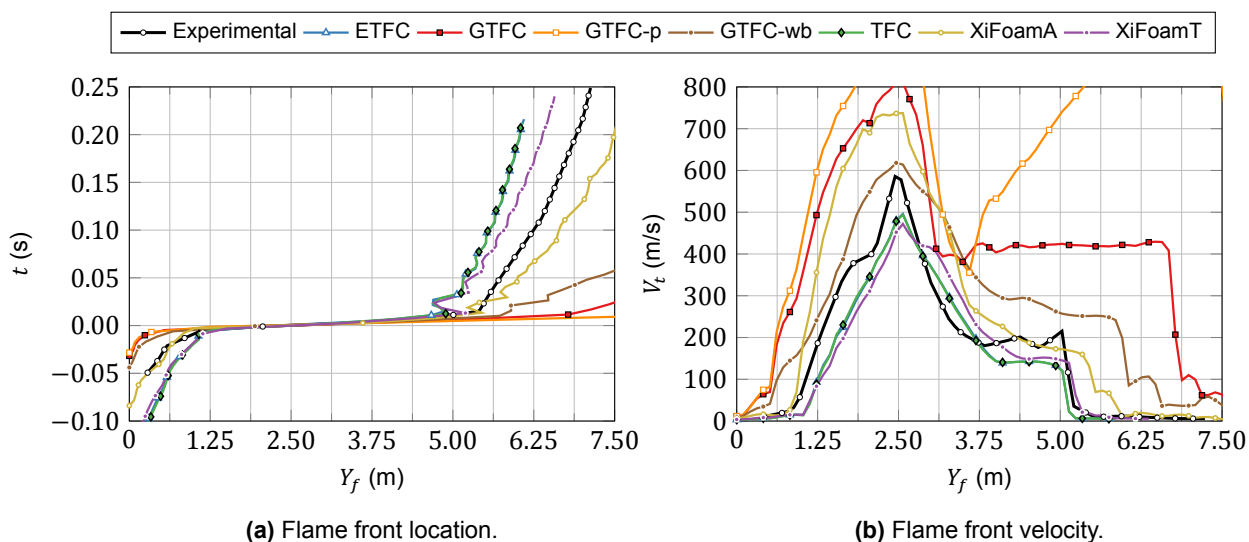 Experimental ETFC GTFC GTFC-p GTFC-wb TFC XiFoamA XiFoamT
0.25
0.20
0.15
0.10
0.05
0.00
−0.05
−0.10
t (s)
0 1.25 2.50 3.75 5.00 6.25 7.50
Y_f (m)
(a) Flame front location.
800
700
600
500
400
300
200
100
0
V_t (m/s)
0 1.25 2.50 3.75 5.00 6.25 7.50
Y_f (m)
(b) Flame front velocity.